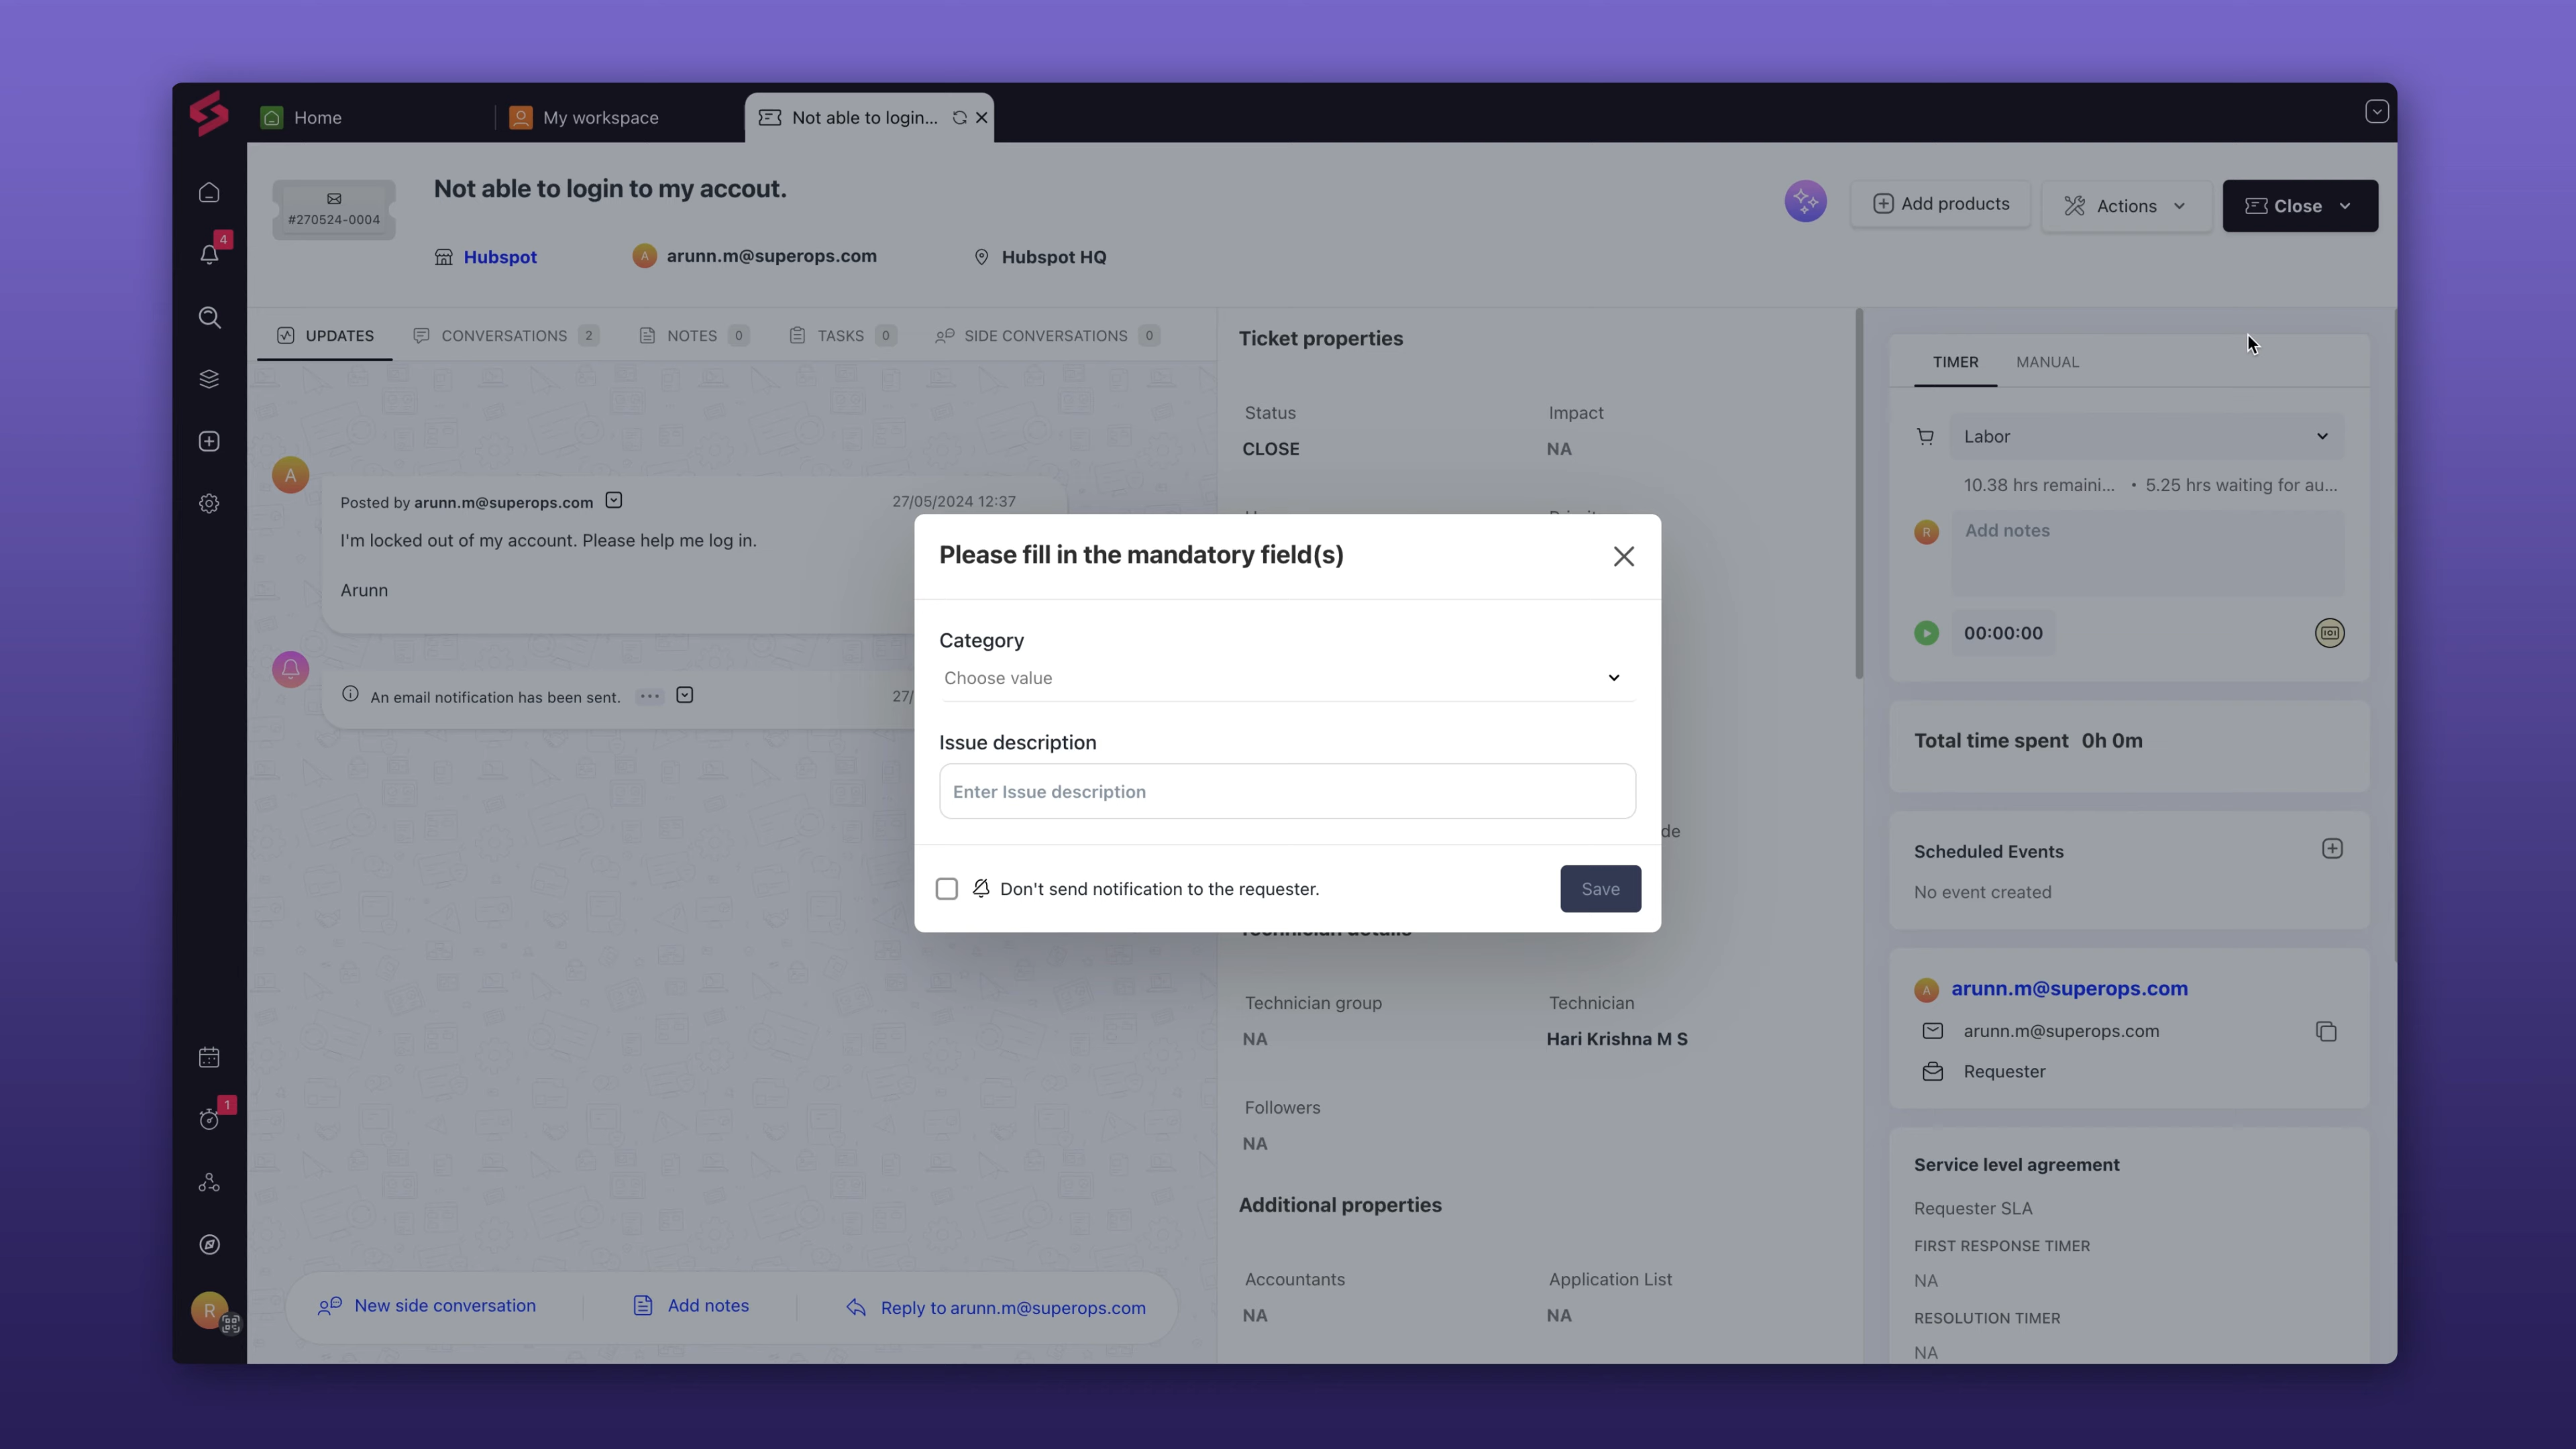 Home
My workspace
Not able to login...
4
#270524-0004
Not able to login to my accout.
Hubspot
A arunn.m@superops.com
Hubspot HQ
Add products
Actions
Close
UPDATES
CONVERSATIONS 2
NOTES 0
TASKS 0
SIDE CONVERSATIONS 0
A
Posted by arunn.m@superops.com
27/05/2024 12:37
I'm locked out of my account. Please help me log in.
Arunn
An email notification has been sent. ...
27/
New side conversation
Add notes
Reply to arunn.m@superops.com
1
R
Ticket properties
Status
CLOSE
Impact
NA
de
Technician details
Technician group
NA
Technician
Hari Krishna M S
Followers
NA
Additional properties
Accountants
NA
Application List
NA
Please fill in the mandatory field(s)
Category
Choose value
Issue description
Enter Issue description
Don't send notification to the requester.
Save
TIMER
MANUAL
Labor
10.38 hrs remaini... • 5.25 hrs waiting for au...
R
Add notes
00:00:00
Total time spent 0h 0m
Scheduled Events
No event created
A arunn.m@superops.com
arunn.m@superops.com
Requester
Service level agreement
Requester SLA
FIRST RESPONSE TIMER
NA
RESOLUTION TIMER
NA